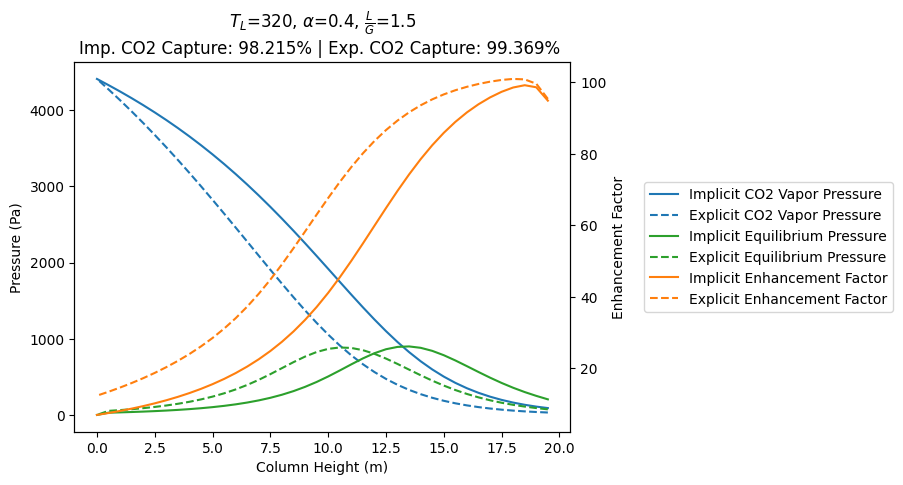 T_L=320, α=0.4, L/G=1.5
Imp. CO2 Capture: 98.215% | Exp. CO2 Capture: 99.369%
Pressure (Pa)
4000
3000
2000
1000
0
100
80
60
40
20
Enhancement Factor
0.0 2.5 5.0 7.5 10.0 12.5 15.0 17.5 20.0
Column Height (m)
Implicit CO2 Vapor Pressure
Explicit CO2 Vapor Pressure
Implicit Equilibrium Pressure
Explicit Equilibrium Pressure
Implicit Enhancement Factor
Explicit Enhancement Factor